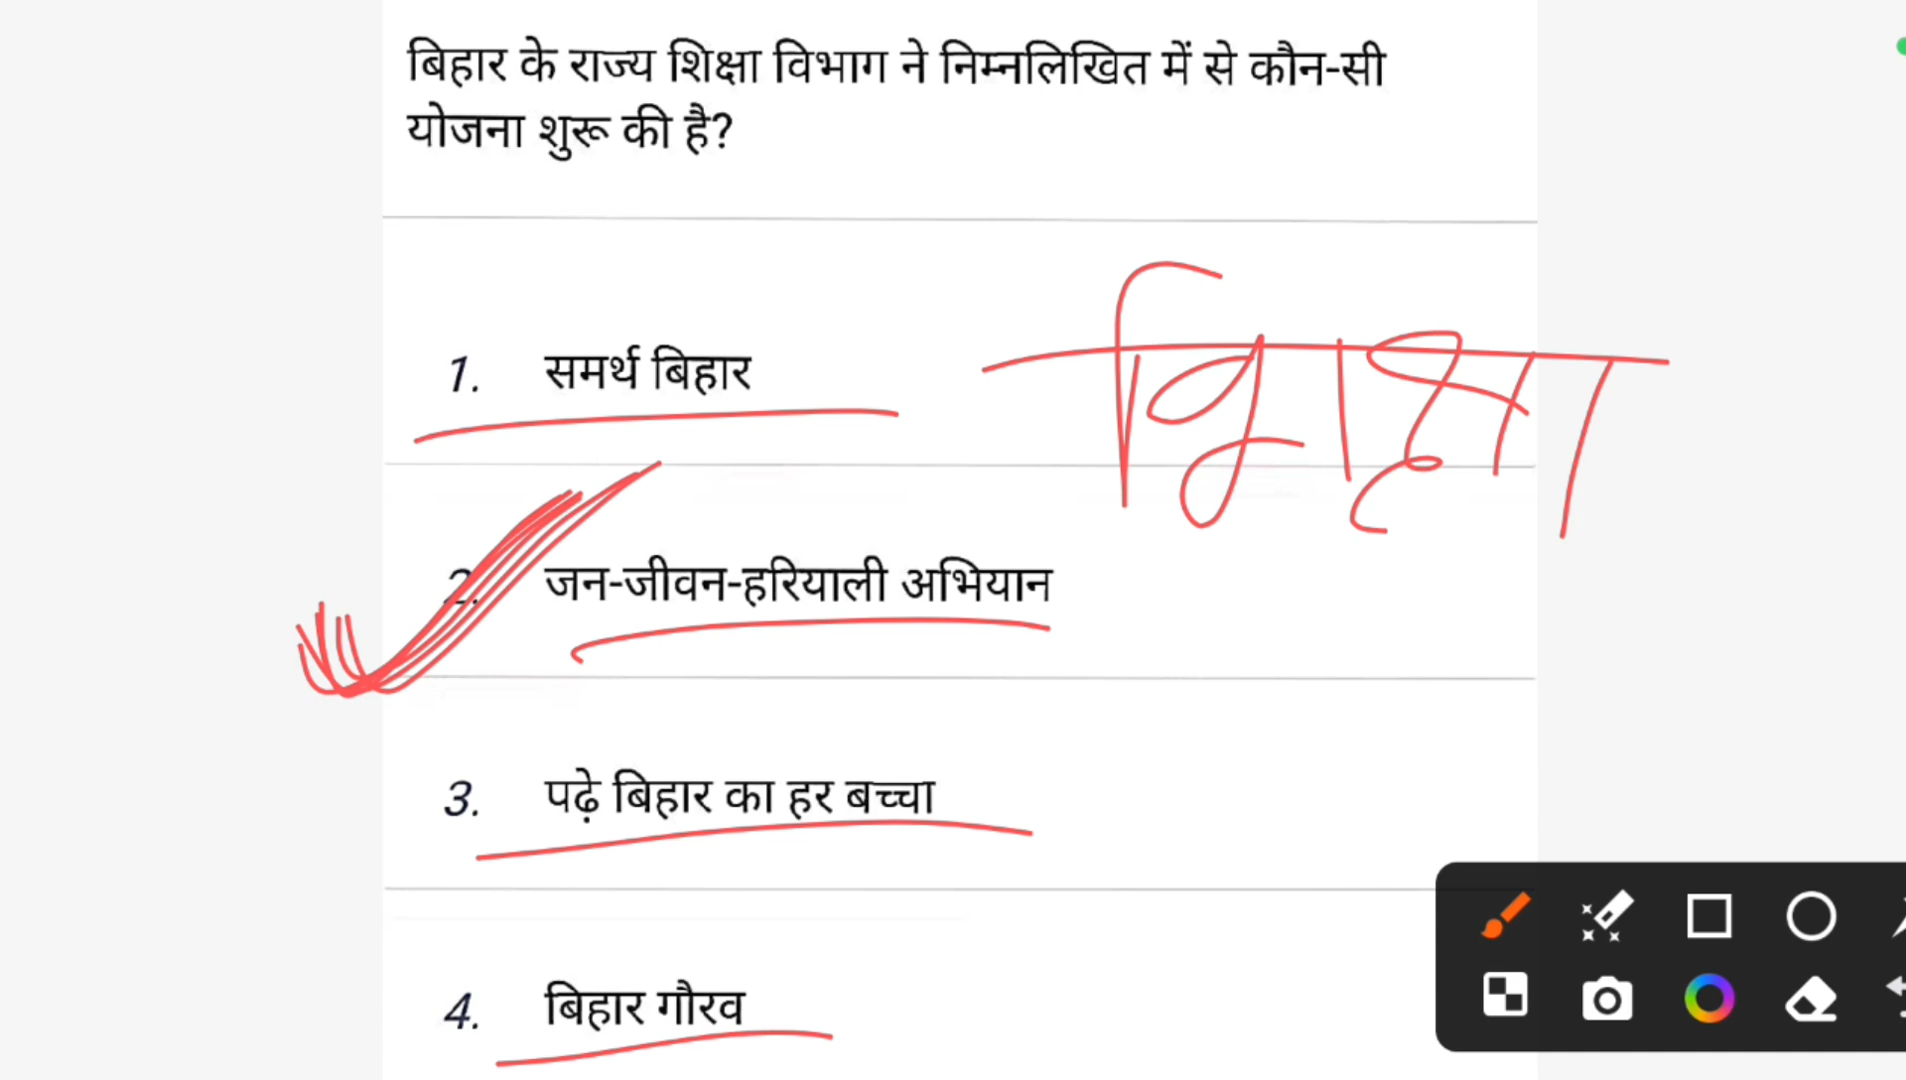 बिहार के राज्य शिक्षा विभाग ने निम्नलिखित में से कौन-सी
योजना शुरू की है?
1. समर्थ बिहार
2. जन-जीवन-हरियाली अभियान
3. पढ़े बिहार का हर बच्चा
4. बिहार गौरव